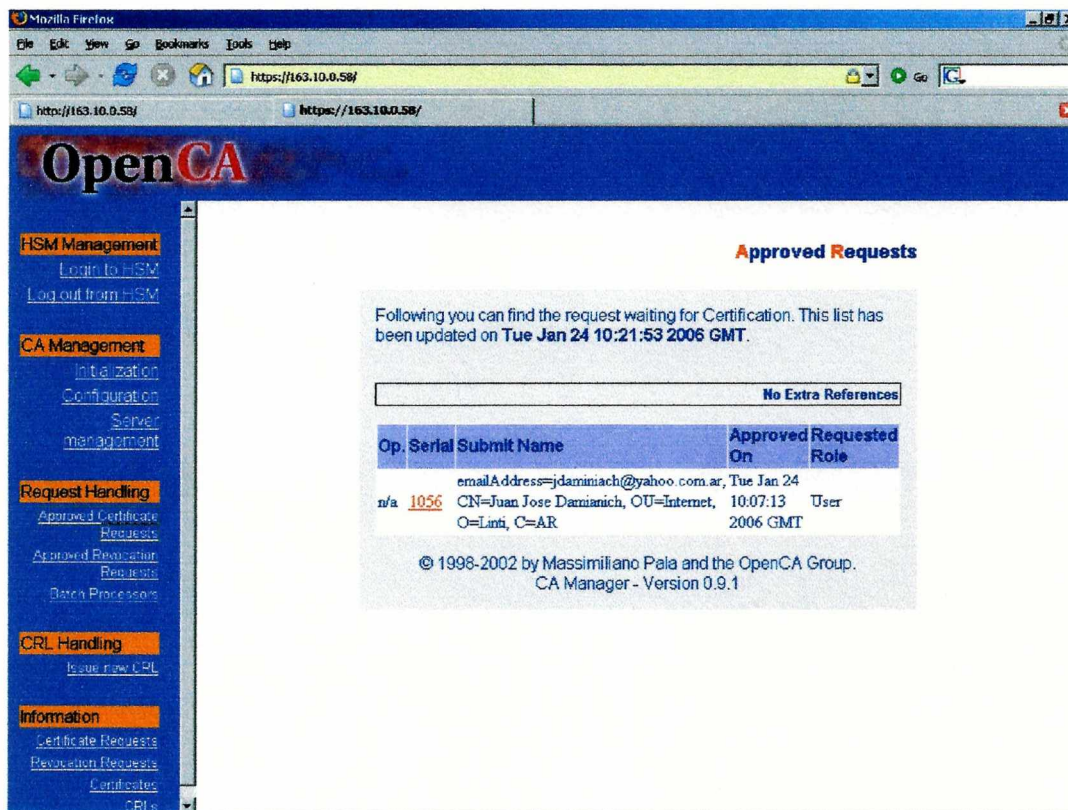 Mozilla Firefox
File Edit View Go Bookmarks Tools Help
https://163.10.0.58/
Go
G
http://163.10.0.58/
https://163.10.0.58/
OpenCA
HSM Management
Login to HSM
Log out from HSM
CA Management
Initialization
Configuration
Server
management
Request Handling
Approved Certificate
Requests
Approved Revocation
Requests
Batch Processors
CRL Handling
Issue new CRL
Information
Certificate Requests
Revocation Requests
Certificates
CRLs
Approved Requests
Following you can find the request waiting for Certification. This list has
been updated on Tue Jan 24 10:21:53 2006 GMT.
No Extra References
Op. Serial Submit Name Approved On Requested Role
emailAddress=jdaminiach@yahoo.com.ar, Tue Jan 24
n/a 1056 CN=Juan Jose Damianich, OU=Internet, 10:07:13 User
O=Linti, C=AR 2006 GMT
© 1998-2002 by Massimiliano Pala and the OpenCA Group.
CA Manager - Version 0.9.1